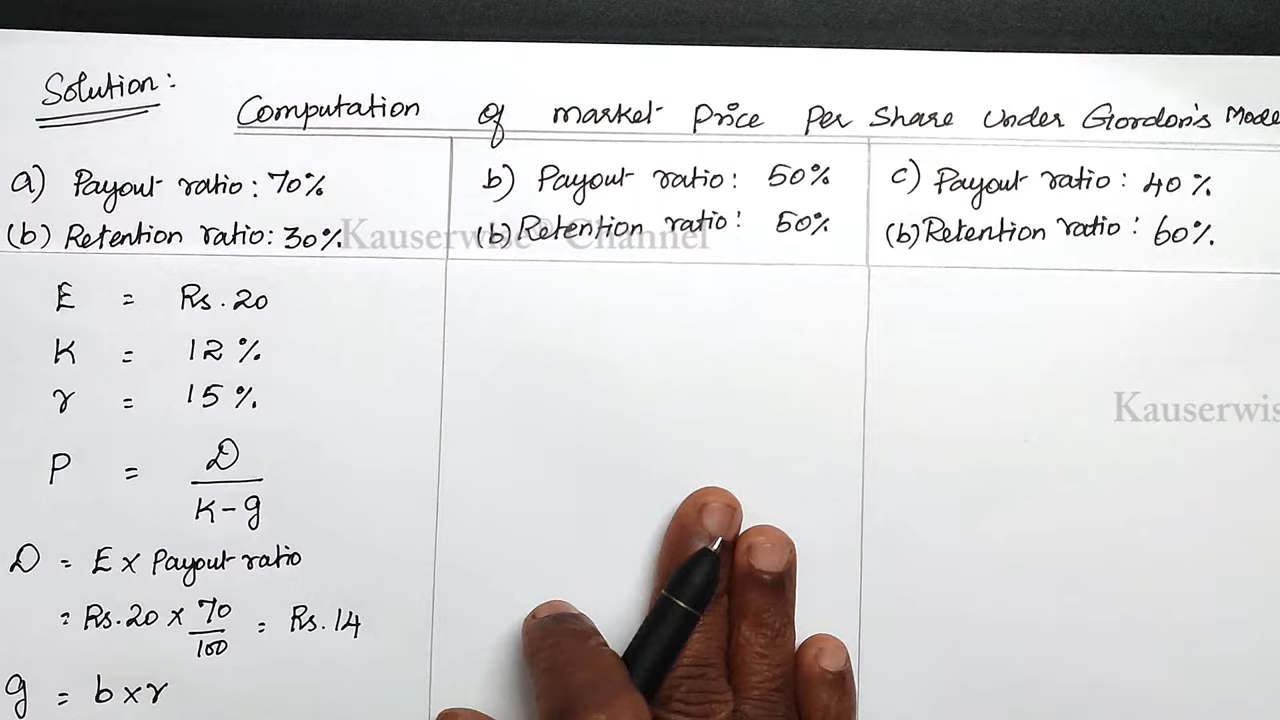 Solution:
Computation of market Price Per Share Under Gordon's Mode
a) Payout ratio: 70%
(b) Retention ratio: 30%
b) Payout ratio: 50%
(b) Retention ratio: 50%
c) Payout ratio: 40%
(b) Retention ratio: 60%.
Kauserwise® Channel
E = Rs. 20
K = 12%
r = 15%
P = D
K-g
D = E x Payout ratio
= Rs. 20 x 70 = Rs. 14
100
g = b x r
Kauserwis